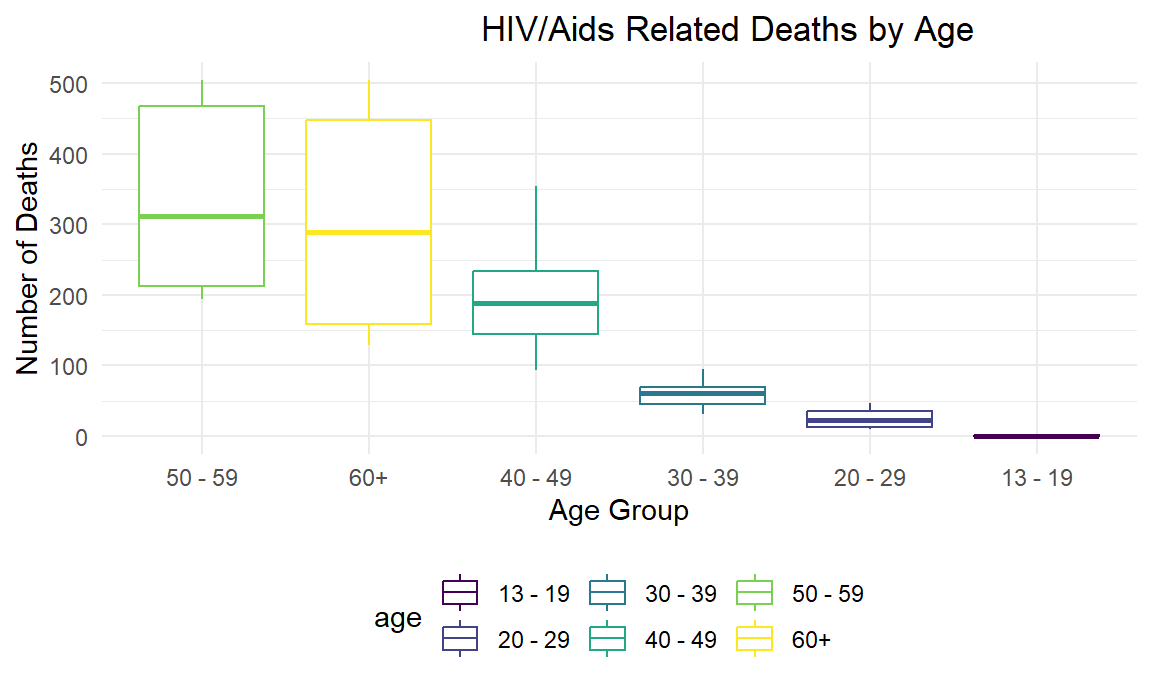 HIV/Aids Related Deaths by Age
Number of Deaths
500
400
300
200
100
0
50 - 59 60+ 40 - 49 30 - 39 20 - 29 13 - 19
Age Group
age
13 - 19 30 - 39 50 - 59
20 - 29 40 - 49 60+